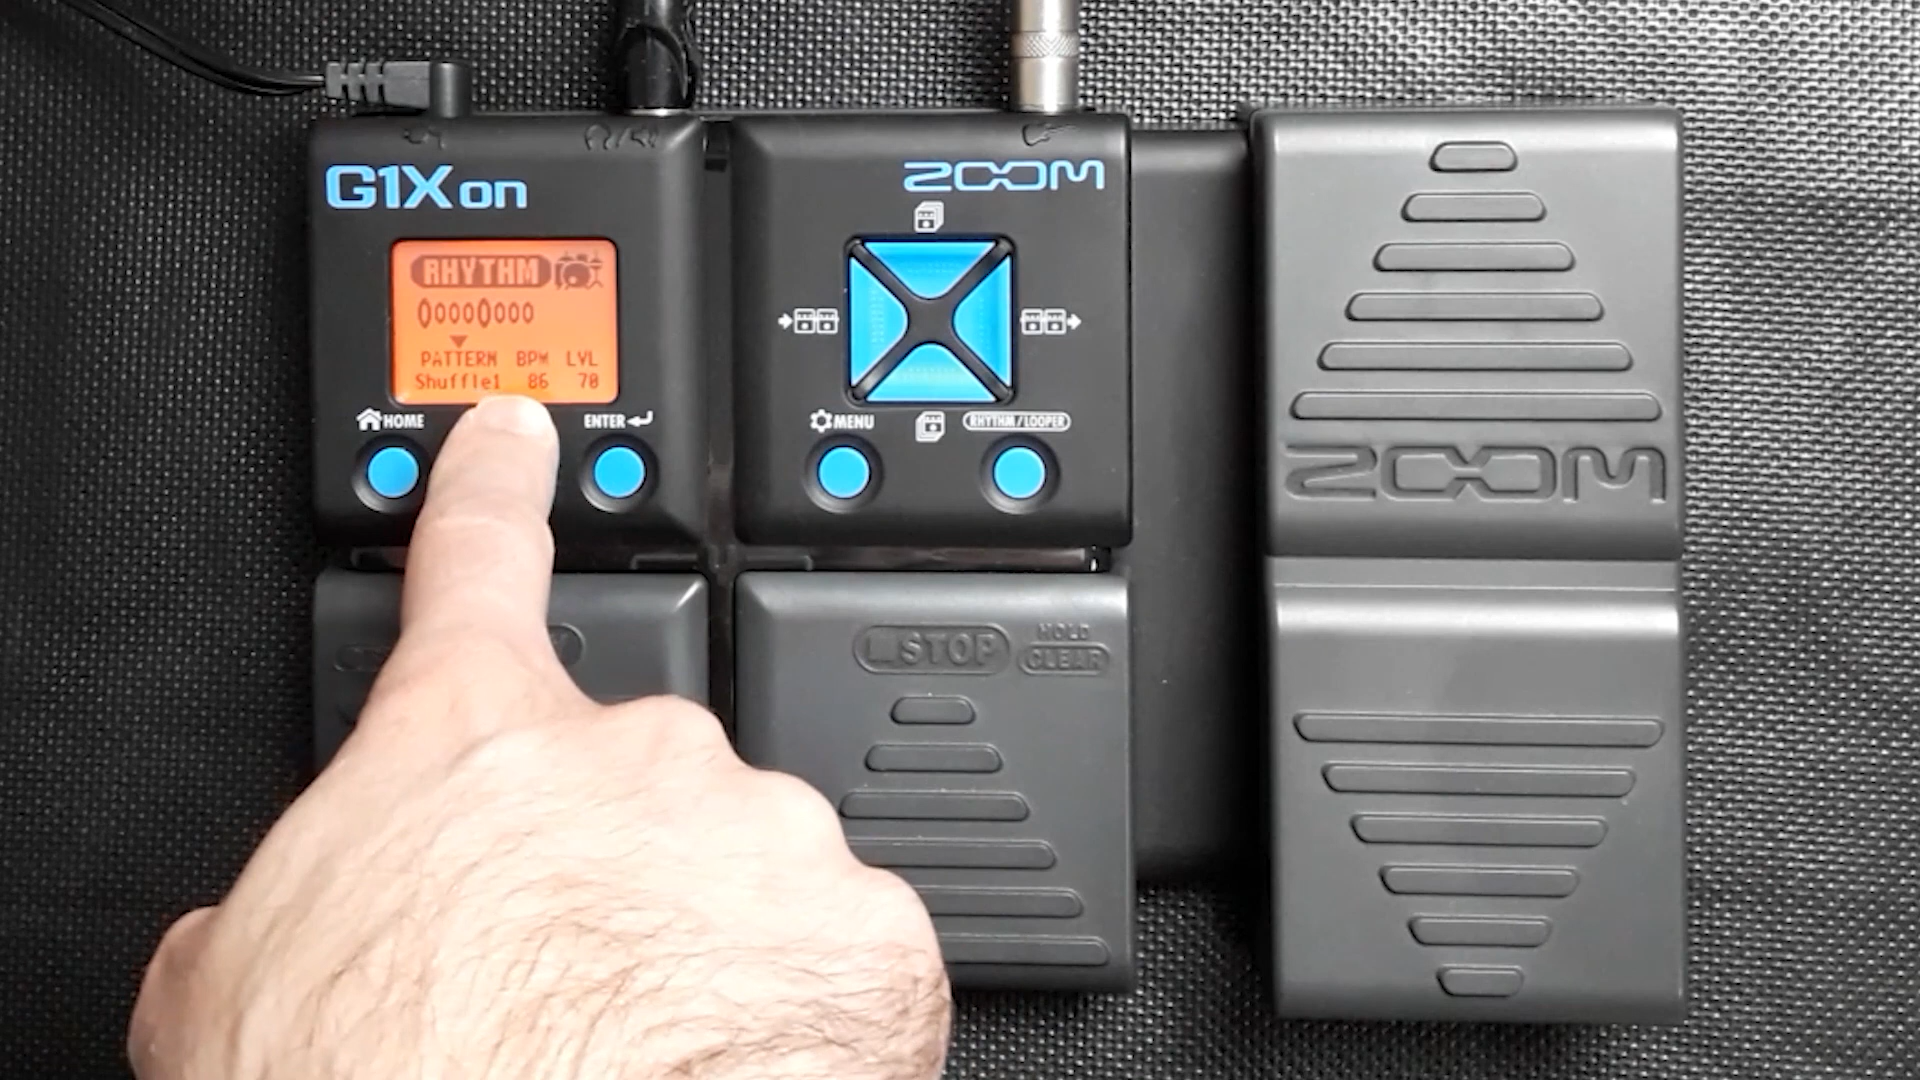 G1X on
ZOOM
RHYTHM
PATTERN BPM LVL
Shuffle1 86 70
HOME
ENTER
MENU
RHYTHM/LOOPER
ZOOM
STOP
HOLD
CLEAR